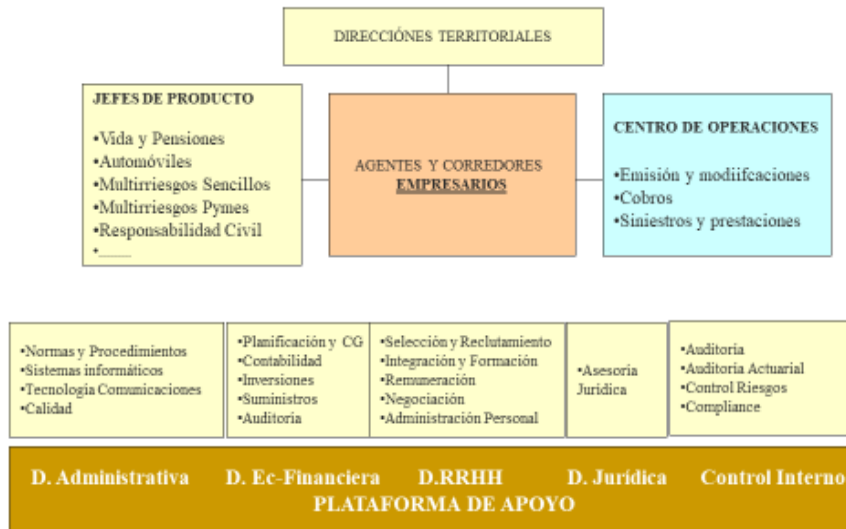 DIRECCIÓNES TERRITORIALES
JEFES DE PRODUCTO
•Vida y Pensiones
•Automóviles
•Multirriesgos Sencillos
•Multirriesgos Pymes
•Responsabilidad Civil
•____
AGENTES Y CORREDORES
EMPRESARIOS
CENTRO DE OPERACIONES
•Emisión y modiifcaciones
•Cobros
•Siniestros y prestaciones
•Normas y Procedimientos
•Sistemas informáticos
•Tecnología Comunicaciones
•Calidad
•Planificación y CG
•Contabilidad
•Inversiones
•Suministros
•Auditoría
•Selección y Reclutamiento
•Integración y Formación
•Remuneración
•Negociación
•Administración Personal
•Asesoría
Jurídica
•Auditoría
•Auditoría Actuarial
•Control Riesgos
•Compliance
D. Administrativa D. Ec-Financiera D.RRHH D. Jurídica Control Interno
PLATAFORMA DE APOYO